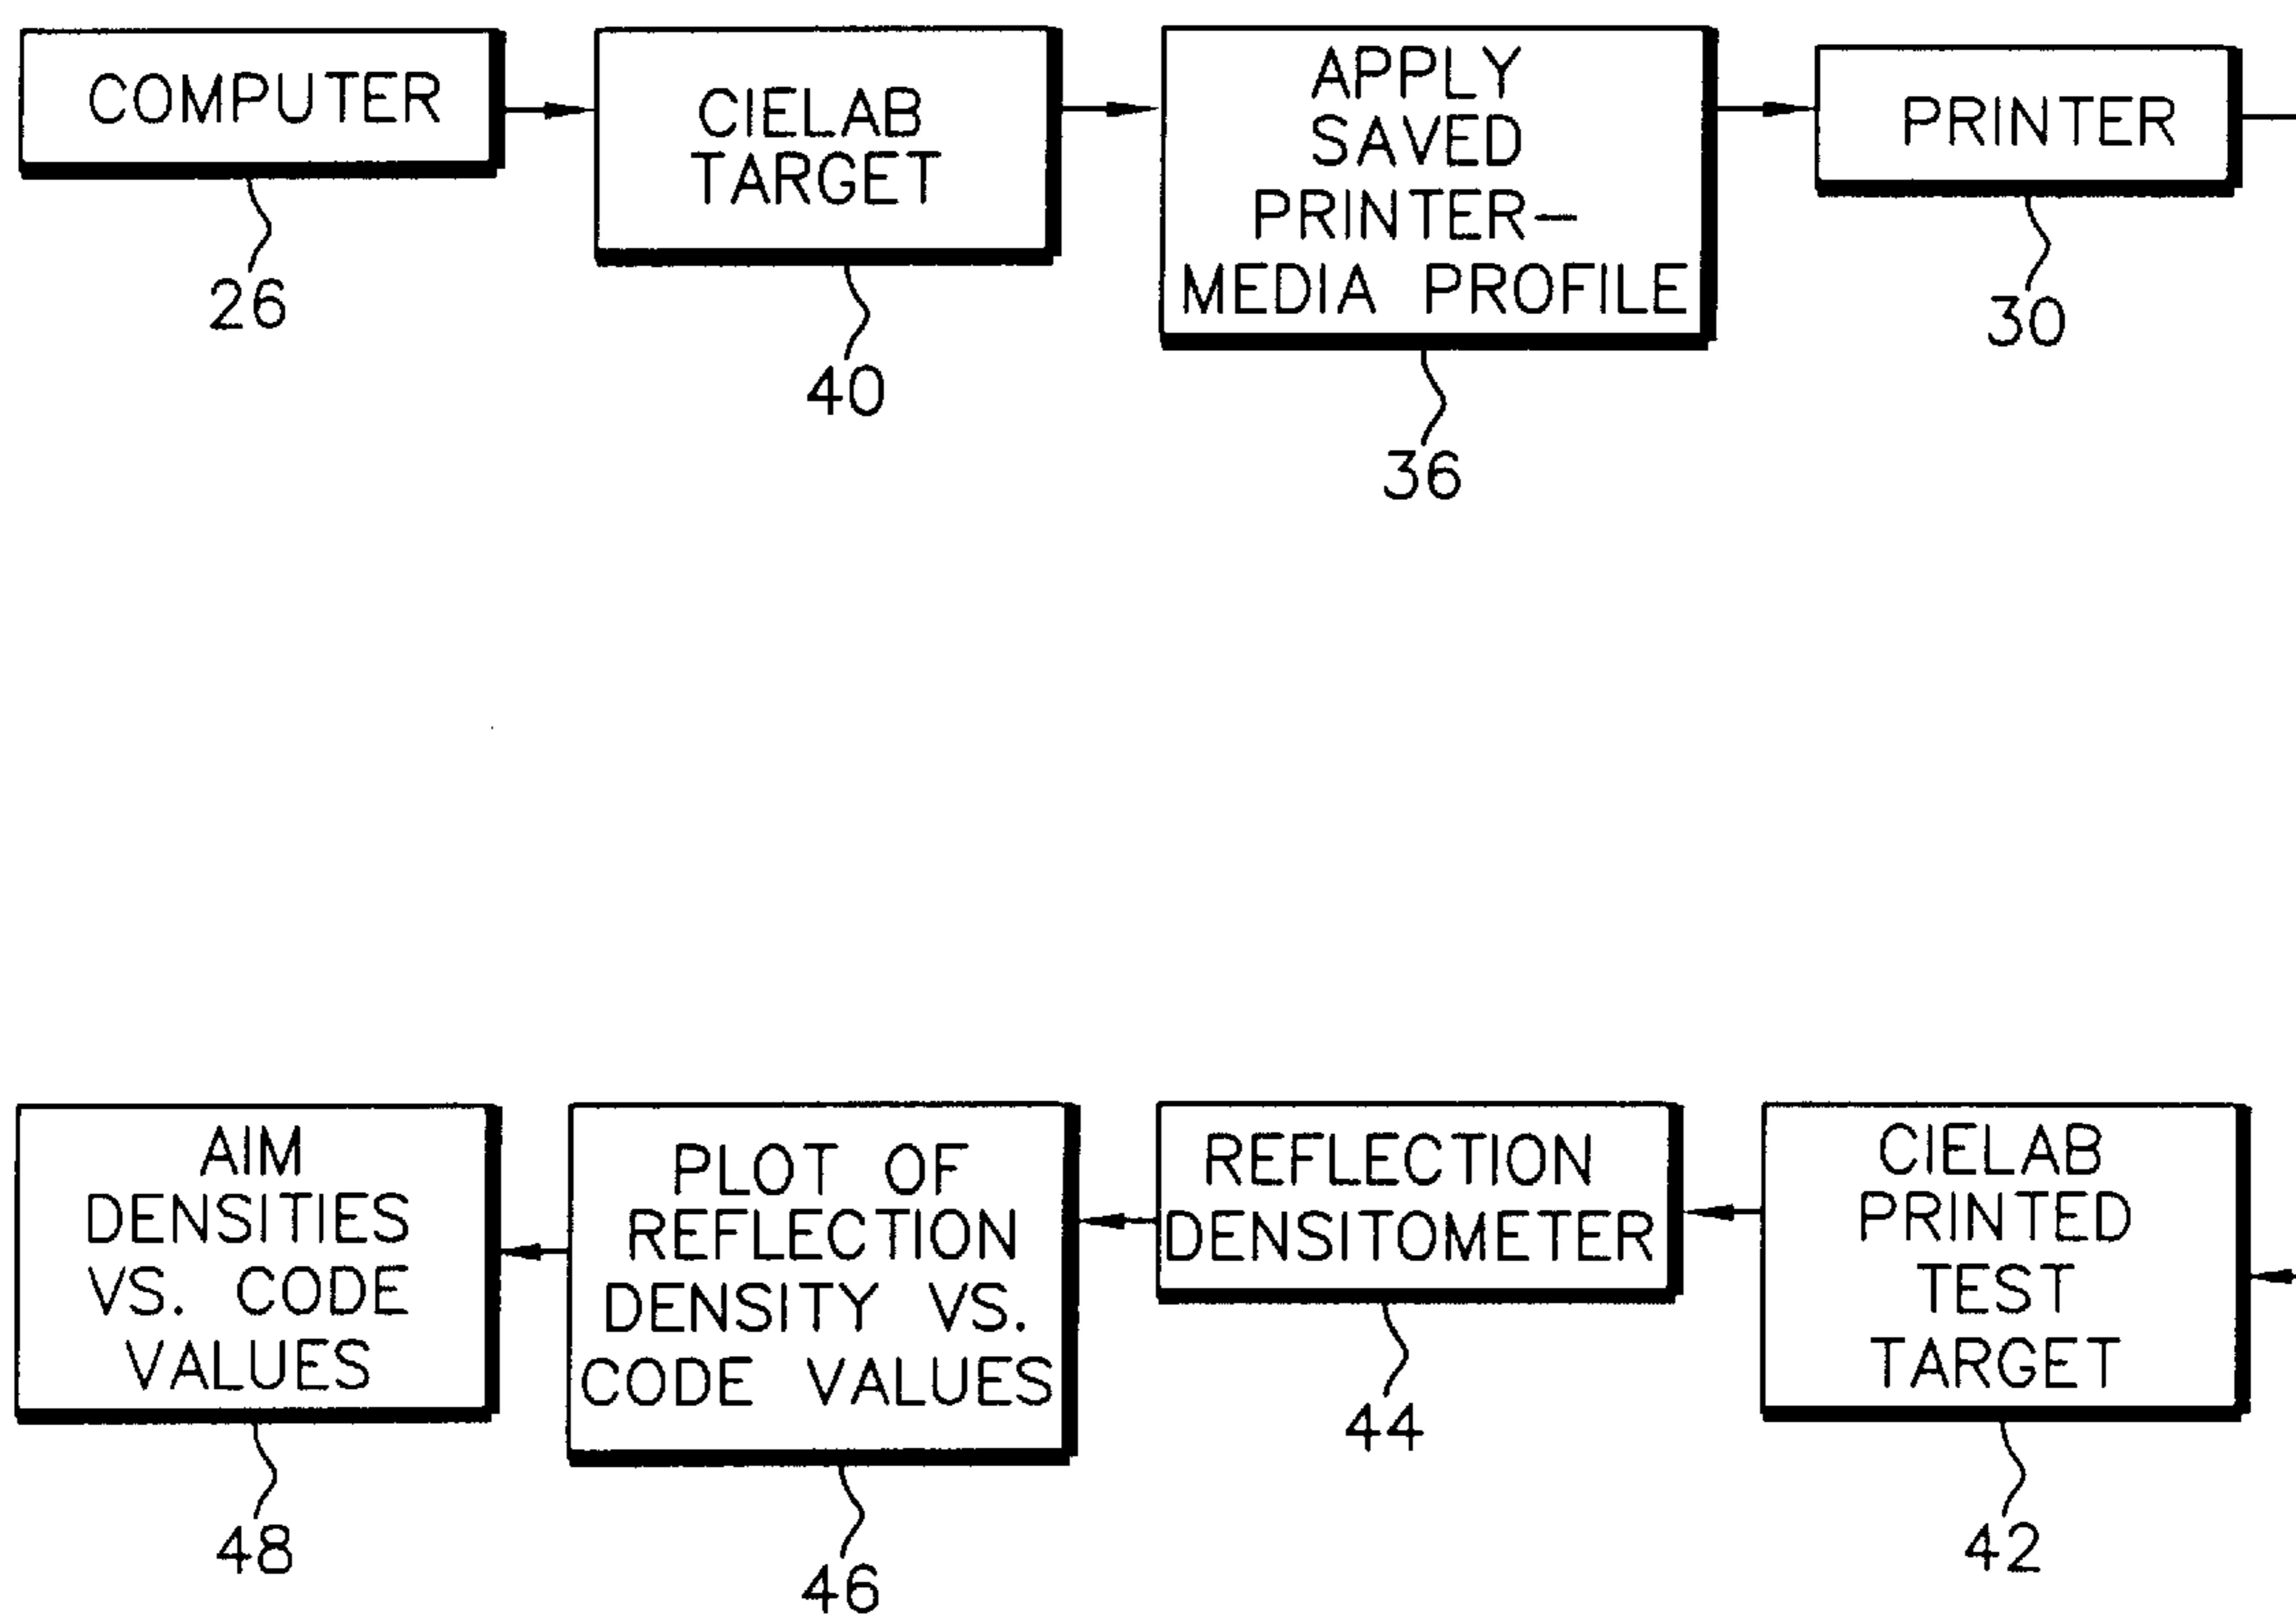 COMPUTER
26
CIELAB
TARGET
40
APPLY
SAVED
PRINTER-
MEDIA PROFILE
36
PRINTER
30
AIM
DENSITIES
VS. CODE
VALUES
48
PLOT OF
REFLECTION
DENSITY VS.
CODE VALUES
46
REFLECTION
DENSITOMETER
44
CIELAB
PRINTED
TEST
TARGET
42